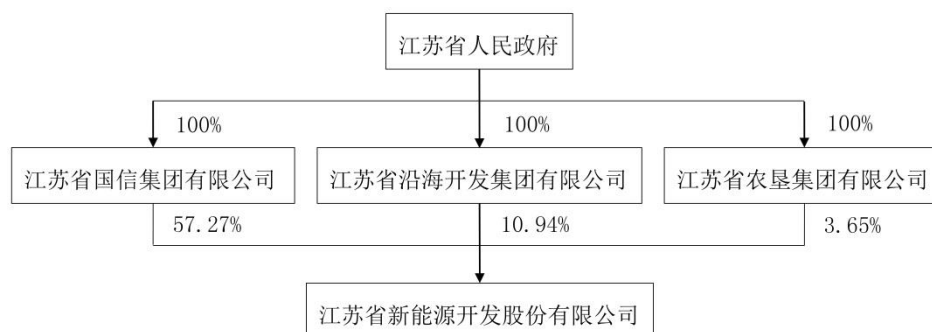 江苏省人民政府
100% 100% 100%
江苏省国信集团有限公司 江苏省沿海开发集团有限公司 江苏省农垦集团有限公司
57.27% 10.94% 3.65%
江苏省新能源开发股份有限公司